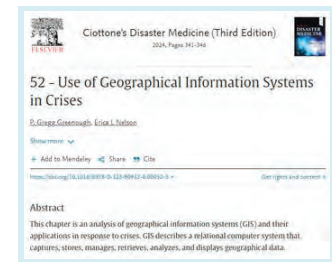 ELSEVIER
Ciottone's Disaster Medicine (Third Edition)
2024, Pages 341-346
DISASTER
MEDICINE
52 - Use of Geographical Information Systems
in Crises
P. Gregg Greenough, Erica L. Nelson
Show more
+ Add to Mendeley Share Cite
Get rights and content
Abstract
This chapter is an analysis of geographical information systems (GIS) and their
applications in response to crises. GIS describes a relational computer system that
captures, stores, manages, retrieves, analyzes, and displays geographical data.